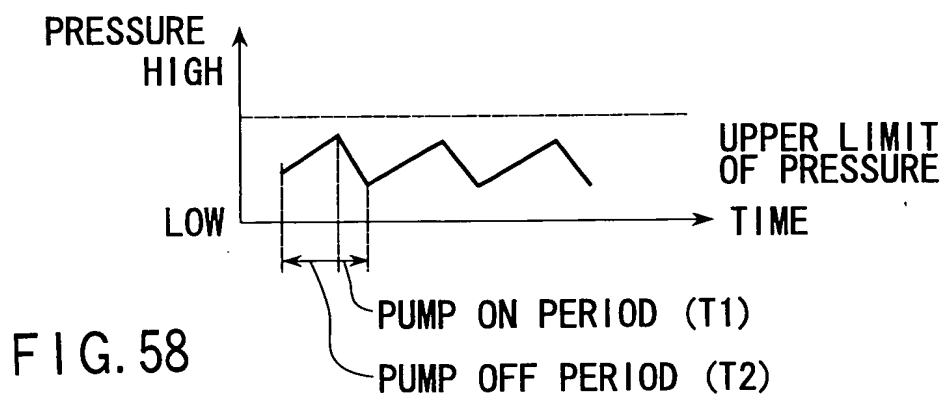 PRESSURE
HIGH
UPPER LIMIT
OF PRESSURE
LOW
TIME
PUMP ON PERIOD (T1)
FIG. 58
PUMP OFF PERIOD (T2)